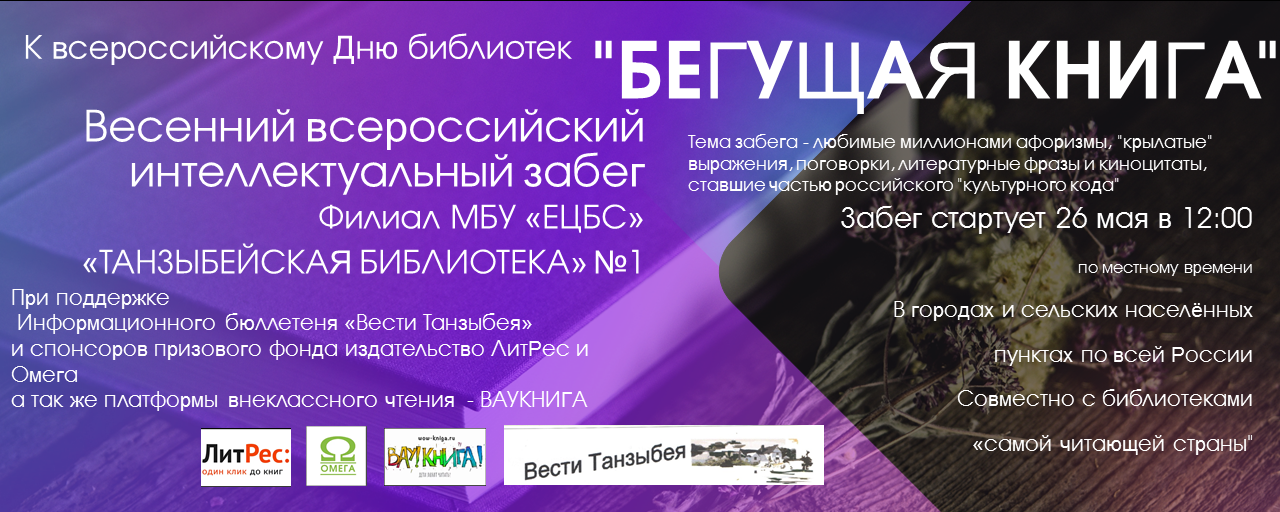 К всероссийскому Дню библиотек
"БЕГУЩАЯ КНИГА"
Весенний всероссийский
интеллектуальный забег
Филиал МБУ «ЕЦБС»
«ТАНЗЫБЕЙСКАЯ БИБЛИОТЕКА» №1
При поддержке
Информационного бюллетеня «Вести Танзыбея»
и спонсоров призового фонда издательство ЛитРес и
Омега
а так же платформы внеклассного чтения - ВАУКНИГА
Тема забега - любимые миллионами афоризмы, "крылатые"
выражения, поговорки, литературные фразы и киноцитаты,
ставшие частью российского "культурного кода"
Забег стартует 26 мая в 12:00
по местному времени
В городах и сельских населённых
пунктах по всей России
Совместно с библиотеками
«самой читающей страны"
ЛитРес:
один клик до книг
ОМЕГА
wow-kniga.ru
ВАУ!КНИГА!
Вести Танзыбея